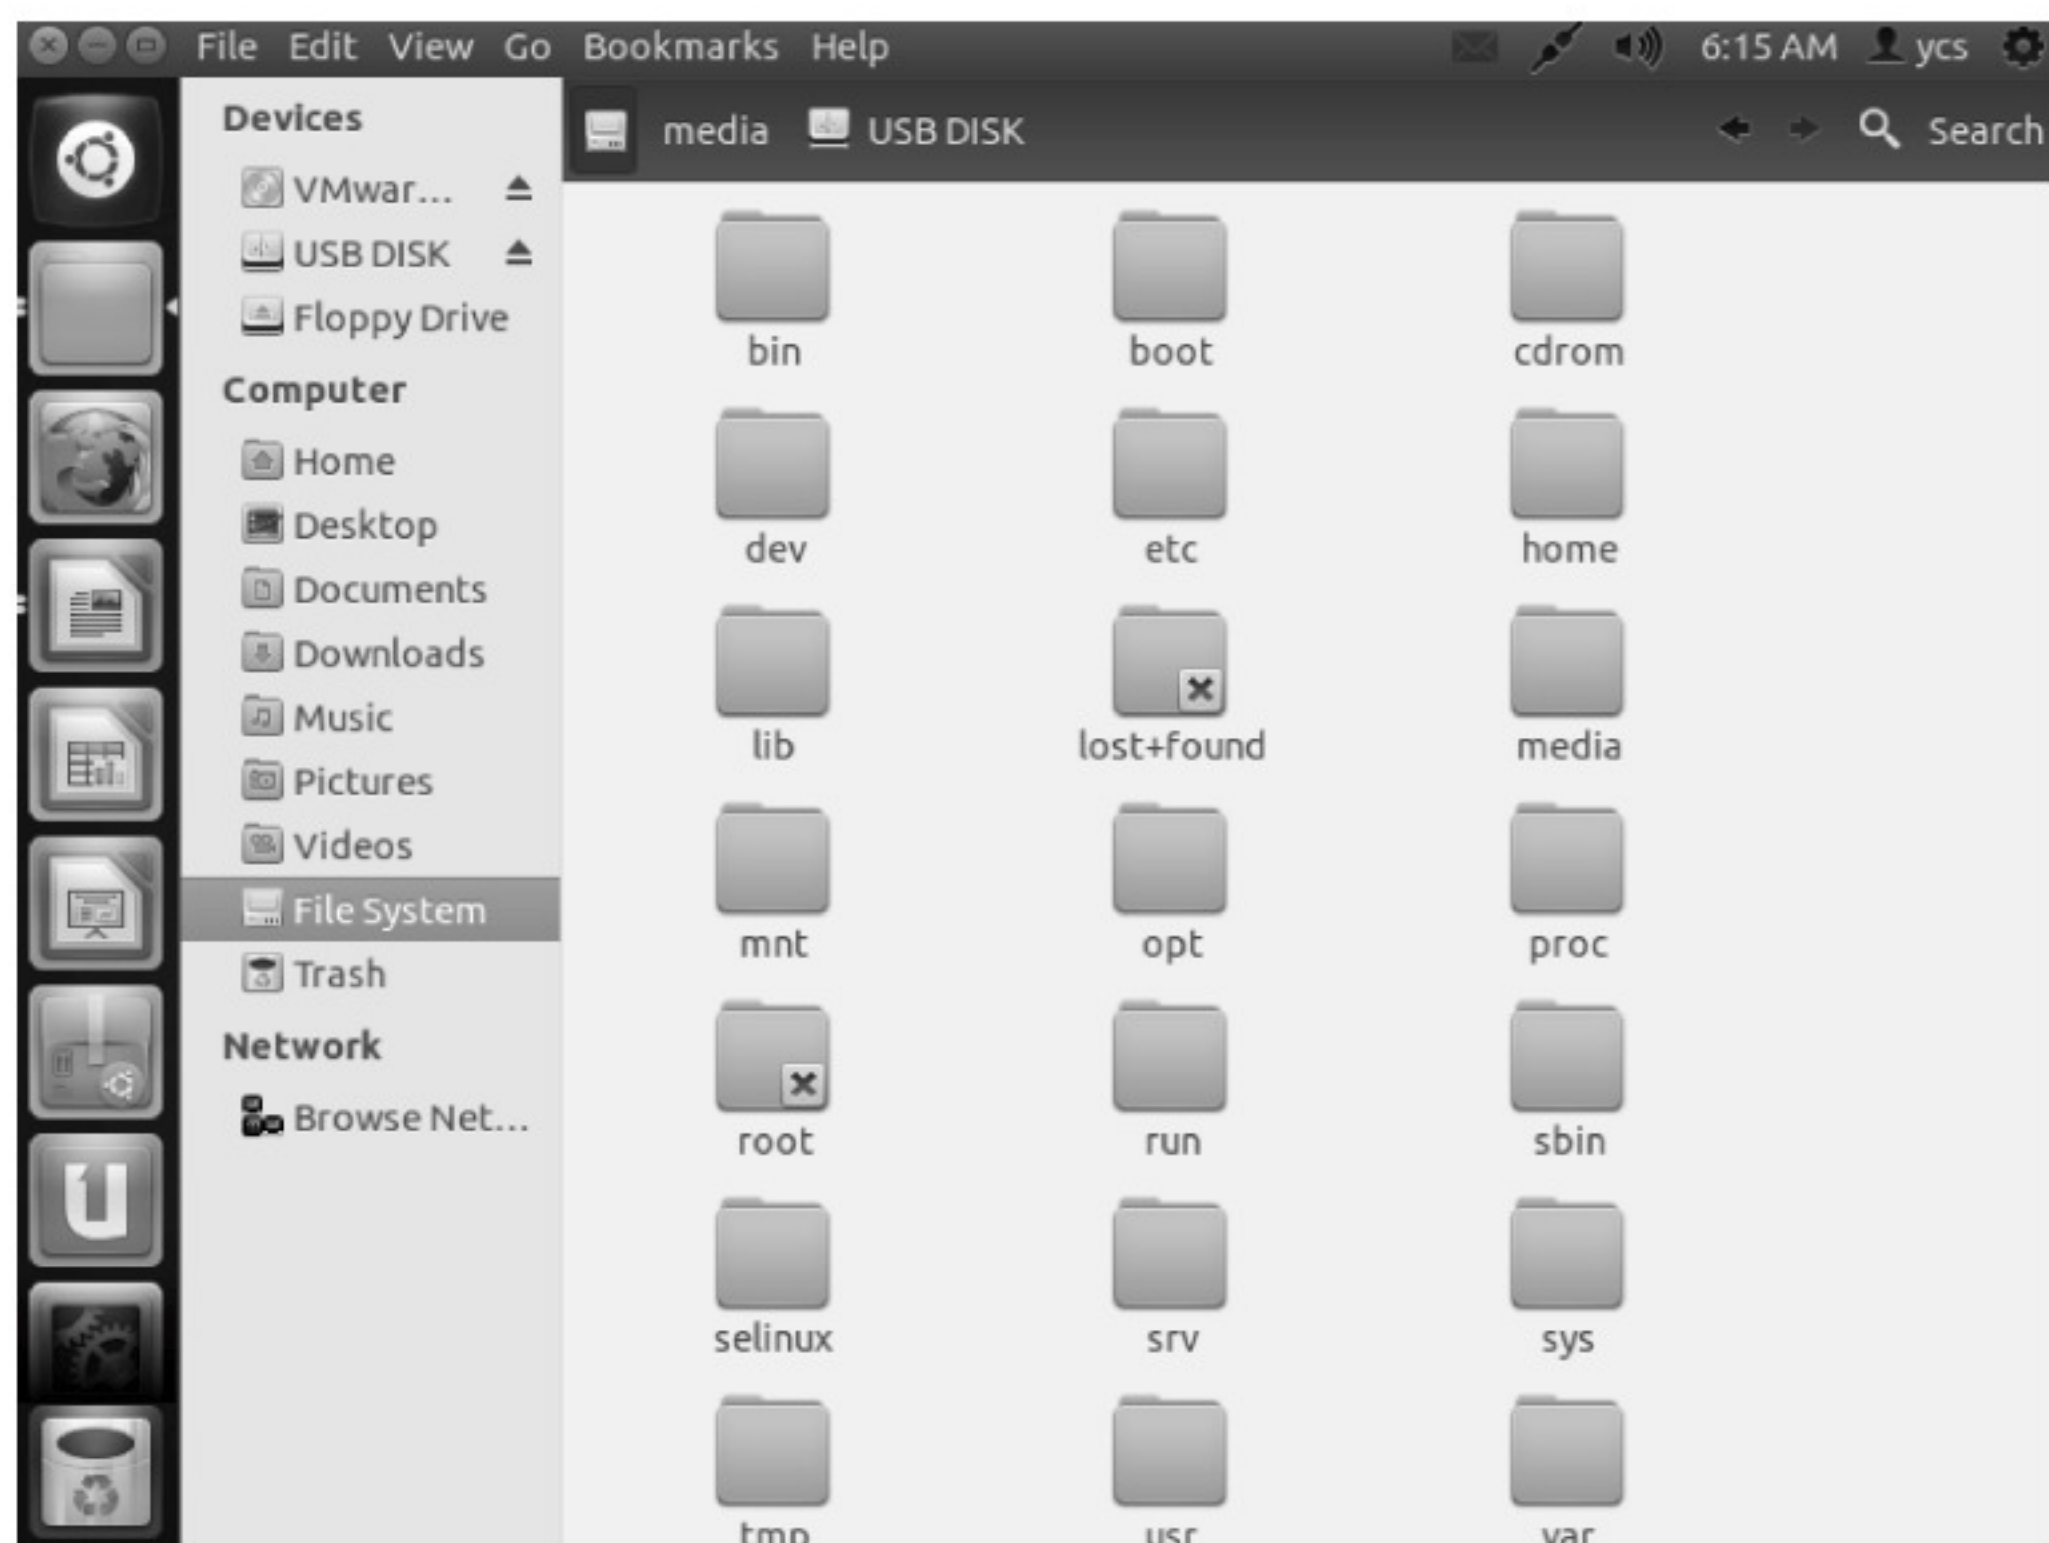 File Edit View Go Bookmarks Help 6:15 AM ycs
media USB DISK Search
Devices
VMwar...
USB DISK
Floppy Drive
Computer
Home
Desktop
Documents
Downloads
Music
Pictures
Videos
File System
Trash
Network
Browse Net...
bin boot cdrom
dev etc home
lib lost+found media
mnt opt proc
root run sbin
selinux srv sys
tmp usr var